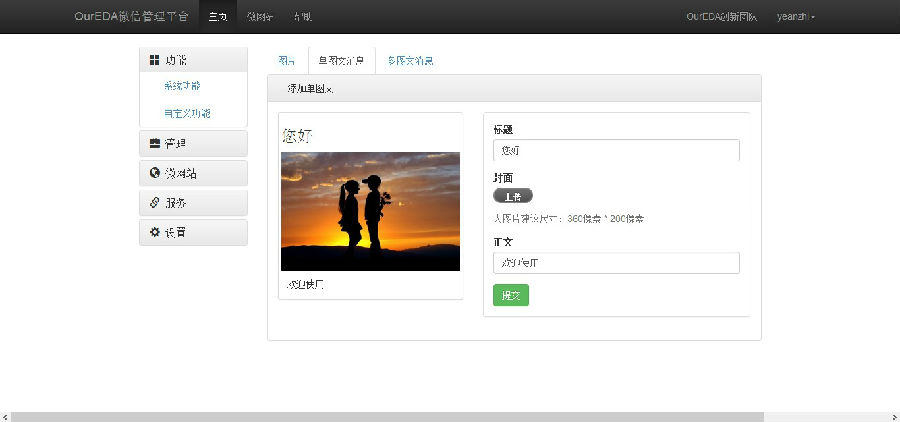 OurEDA微信管理平台 主页 微网站 帮助 OurEDA创新团队 yeanzhi
功能
系统功能
自定义功能
管理
微网站
服务
设置
图片 单图文消息 多图文消息
添加单图文
您好
欢迎使用
标题
您好
封面
上传
大图片建议尺寸：360像素 * 200像素
正文
欢迎使用
提交